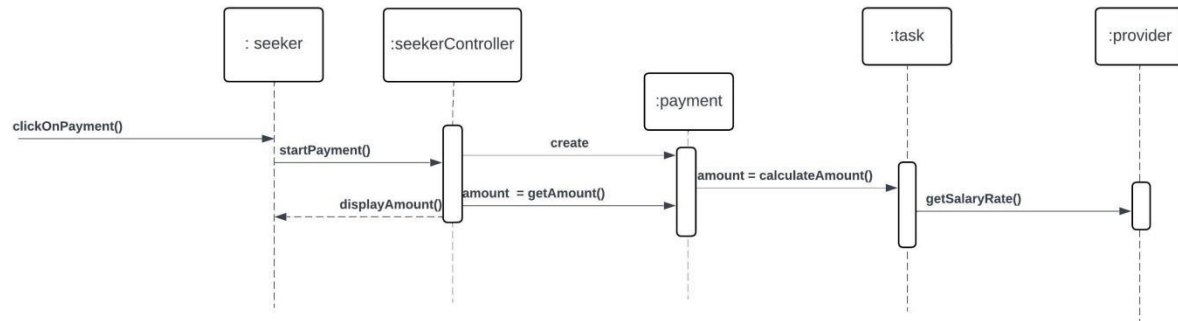 : seeker
:seekerController
:task
:provider
:payment
clickOnPayment()
create
startPayment()
amount = calculateAmount()
amount  = getAmount()
getSalaryRate()
displayAmount()